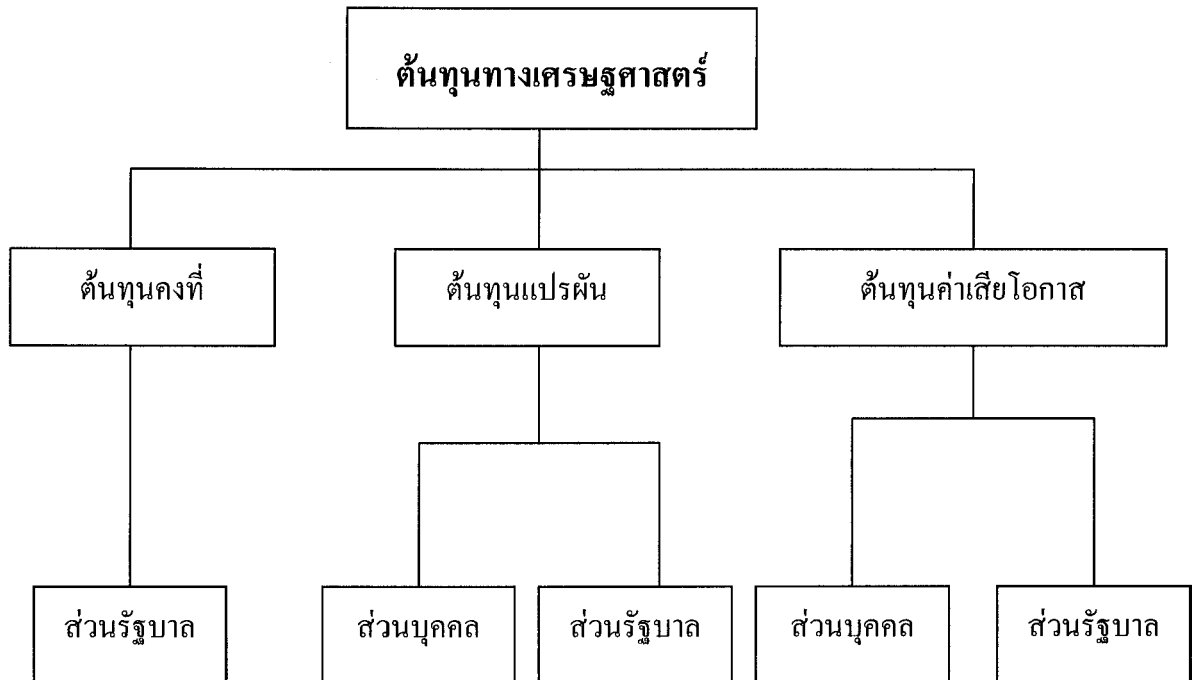 ต้นทุนทางเศรษฐศาสตร์
ต้นทุนคงที่
ต้นทุนแปรผัน
ต้นทุนค่าเสียโอกาส
ส่วนรัฐบาล
ส่วนบุคคล
ส่วนรัฐบาล
ส่วนบุคคล
ส่วนรัฐบาล